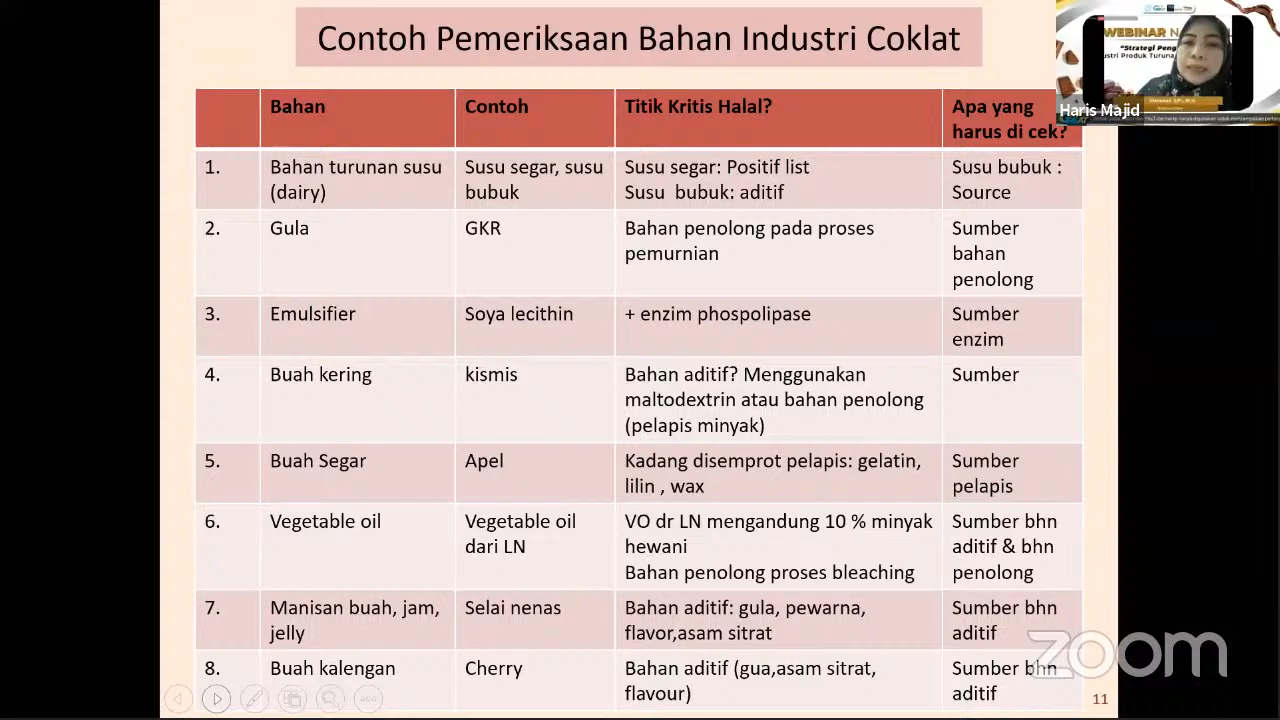 Contoh Pemeriksaan Bahan Industri Coklat
WEBINAR
"Strategi Peng
ustri Produk Turuna
Haris Majid
Bahan
Contoh
Titik Kritis Halal?
Apa yang
harus di cek?
1.
Bahan turunan susu
(dairy)
Susu segar, susu
bubuk
Susu segar: Positif list
Susu bubuk: aditif
Susu bubuk :
Source
2.
Gula
GKR
Bahan penolong pada proses
pemurnian
Sumber
bahan
penolong
3.
Emulsifier
Soya lecithin
+ enzim phospolipase
Sumber
enzim
4.
Buah kering
kismis
Bahan aditif? Menggunakan
maltodextrin atau bahan penolong
(pelapis minyak)
Sumber
5.
Buah Segar
Apel
Kadang disemprot pelapis: gelatin,
lilin , wax
Sumber
pelapis
6.
Vegetable oil
Vegetable oil
dari LN
VO dr LN mengandung 10 % minyak
hewani
Bahan penolong proses bleaching
Sumber bhn
aditif & bhn
penolong
7.
Manisan buah, jam,
jelly
Selai nenas
Bahan aditif: gula, pewarna,
flavor,asam sitrat
Sumber bhn
aditif
8.
Buah kalengan
Cherry
Bahan aditif (gua,asam sitrat,
flavour)
Sumber bhn
aditif
zoom
11